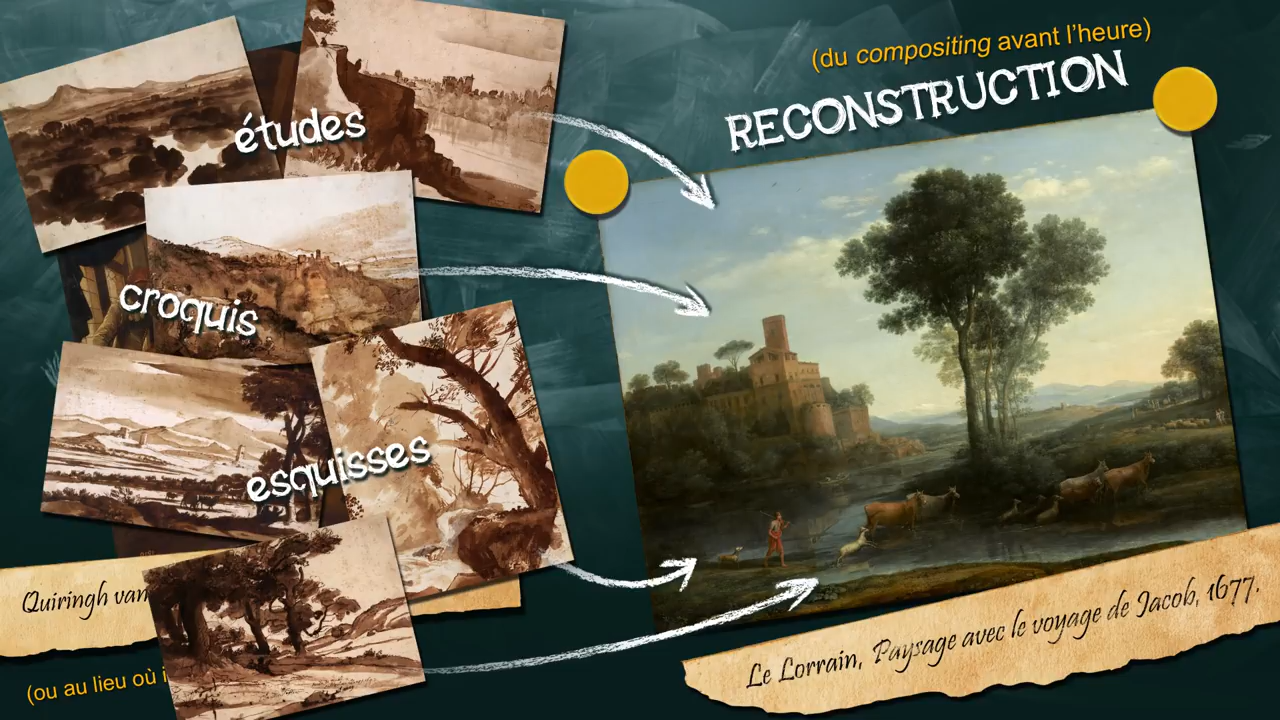 (du compositing avant l'heure)
RECONSTRUCTION
études
croquis
esquisses
Quiringh van
(ou au lieu où i
Le Lorrain, Paysage avec le voyage de Jacob, 1677.